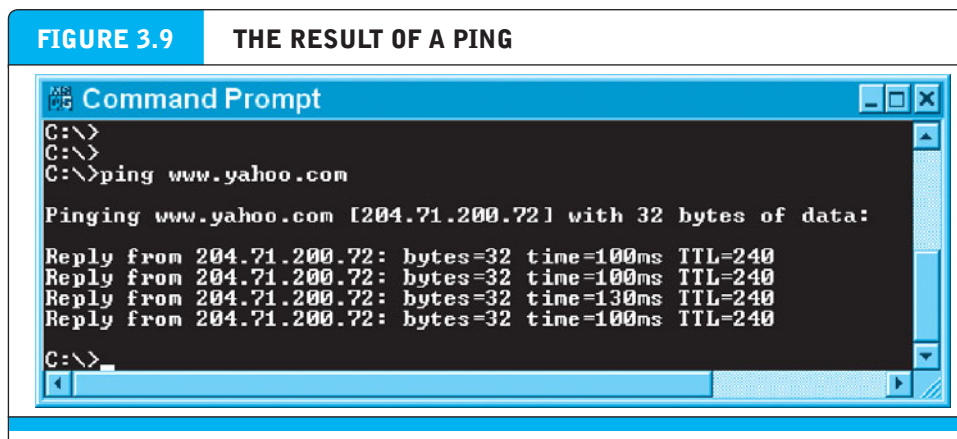 FIGURE 3.9 THE RESULT OF A PING
Command Prompt
C:\>
C:\>
C:\>ping www.yahoo.com
Pinging www.yahoo.com [204.71.200.72] with 32 bytes of data:
Reply from 204.71.200.72: bytes=32 time=100ms TTL=240
Reply from 204.71.200.72: bytes=32 time=100ms TTL=240
Reply from 204.71.200.72: bytes=32 time=130ms TTL=240
Reply from 204.71.200.72: bytes=32 time=100ms TTL=240
C:\>_